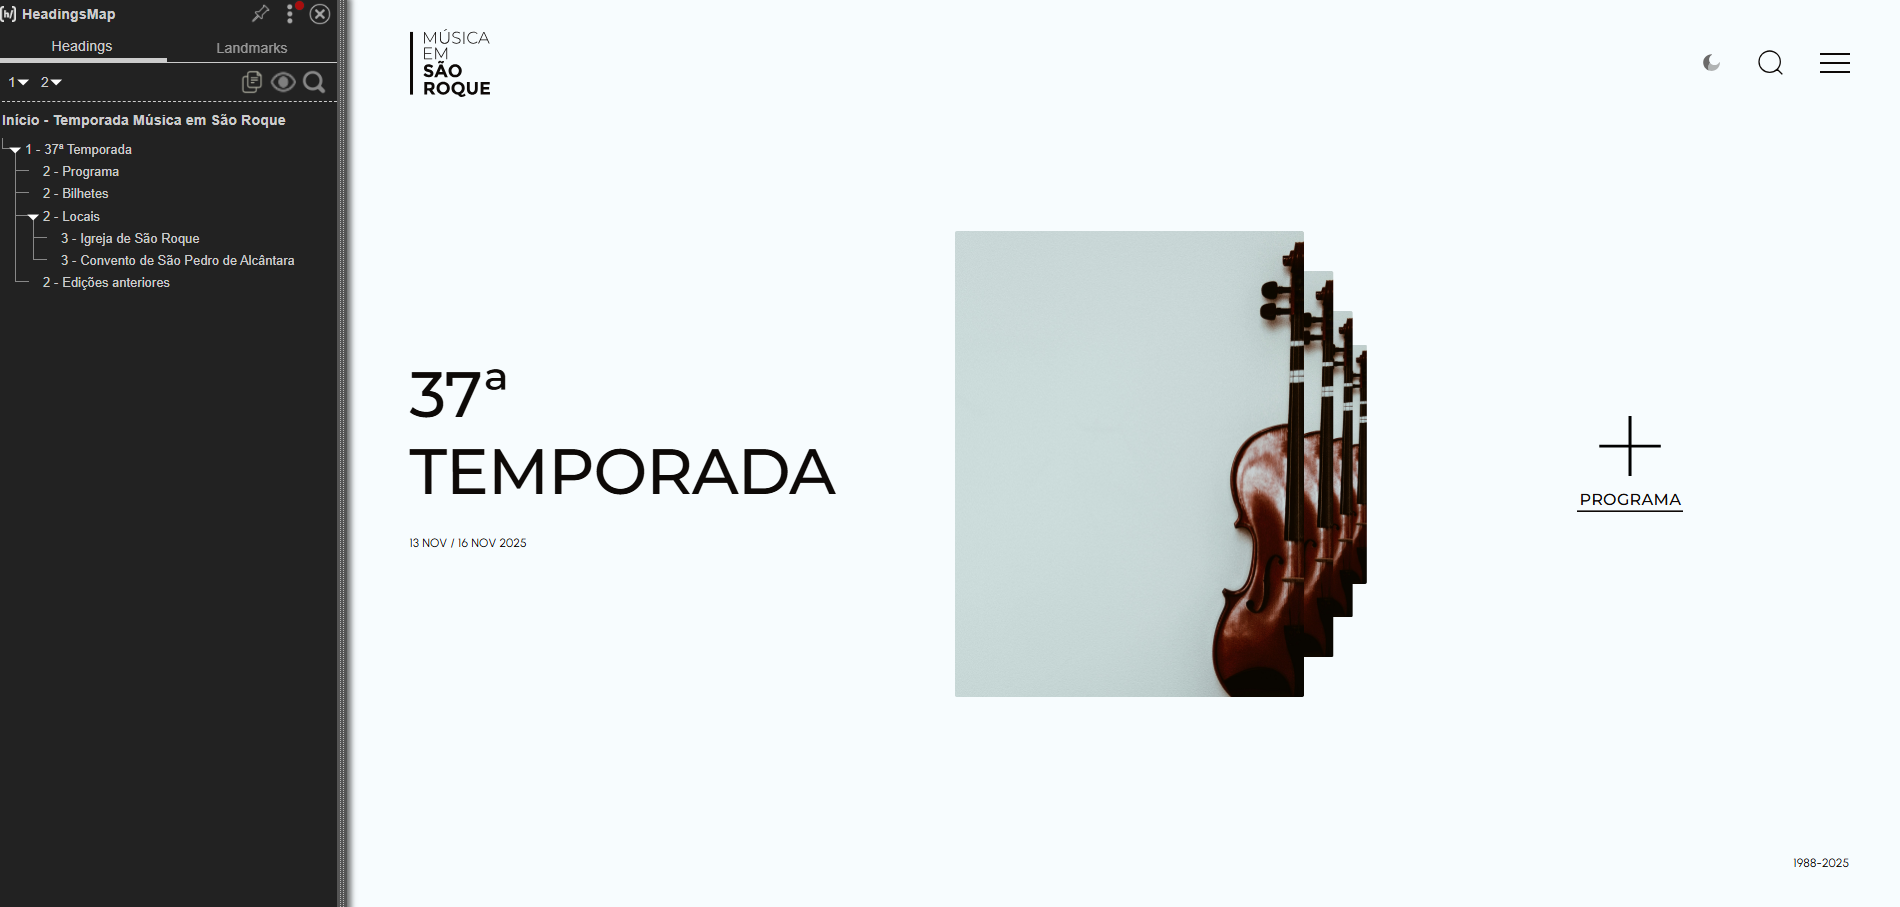 HeadingsMap
Headings
Landmarks
1 2
Início - Temporada Música em São Roque
1 - 37ª Temporada
2 - Programa
2 - Bilhetes
2 - Locais
3 - Igreja de São Roque
3 - Convento de São Pedro de Alcântara
2 - Edições anteriores
MÚSICA
EM
SÃO
ROQUE
37ª
TEMPORADA
13 NOV / 16 NOV 2025
PROGRAMA
1988-2025